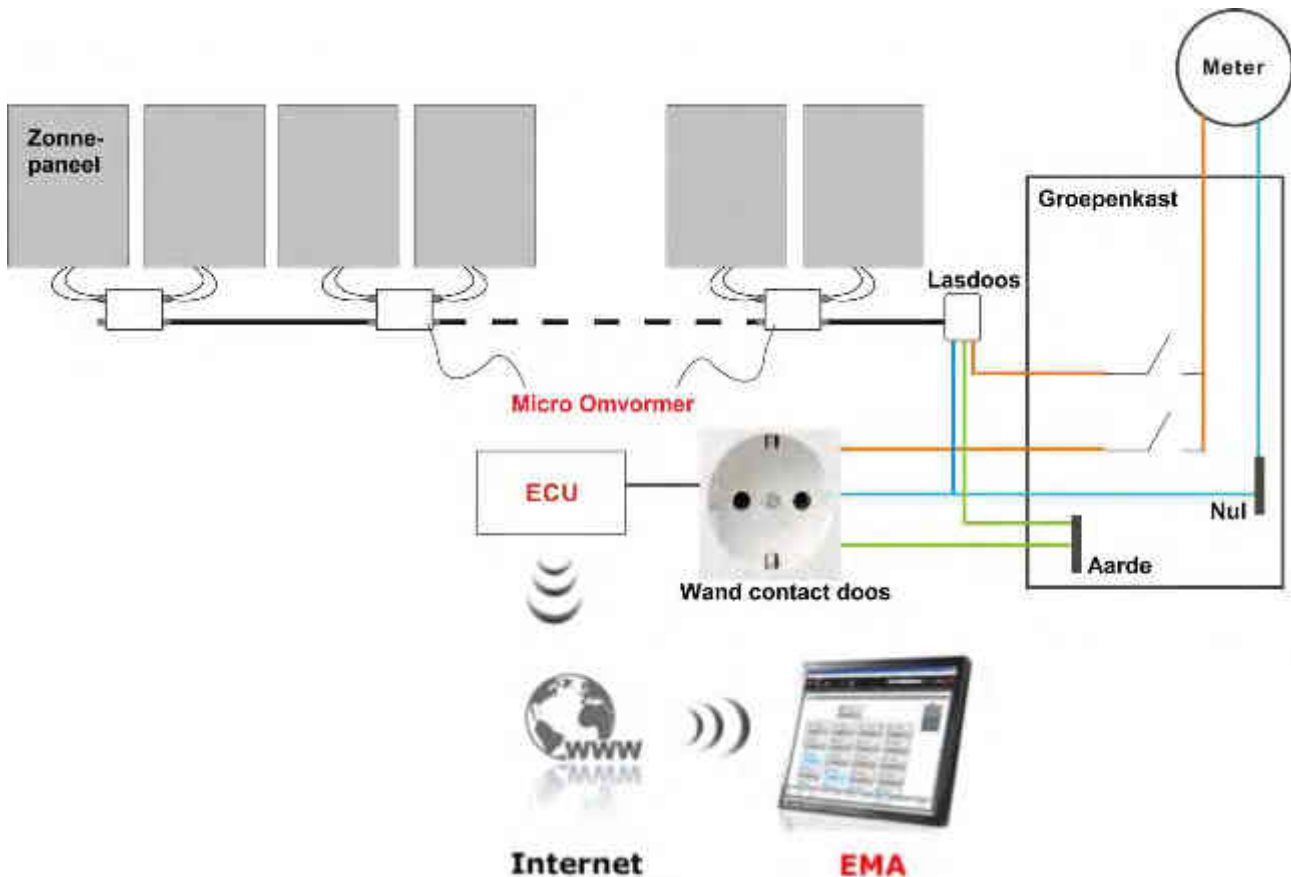 Meter
Zonne-
paneel
Groepenkast
Lasdoos
Micro Omvormer
ECU
Nul
Aarde
Wand contact doos
WWW
Internet
EMA